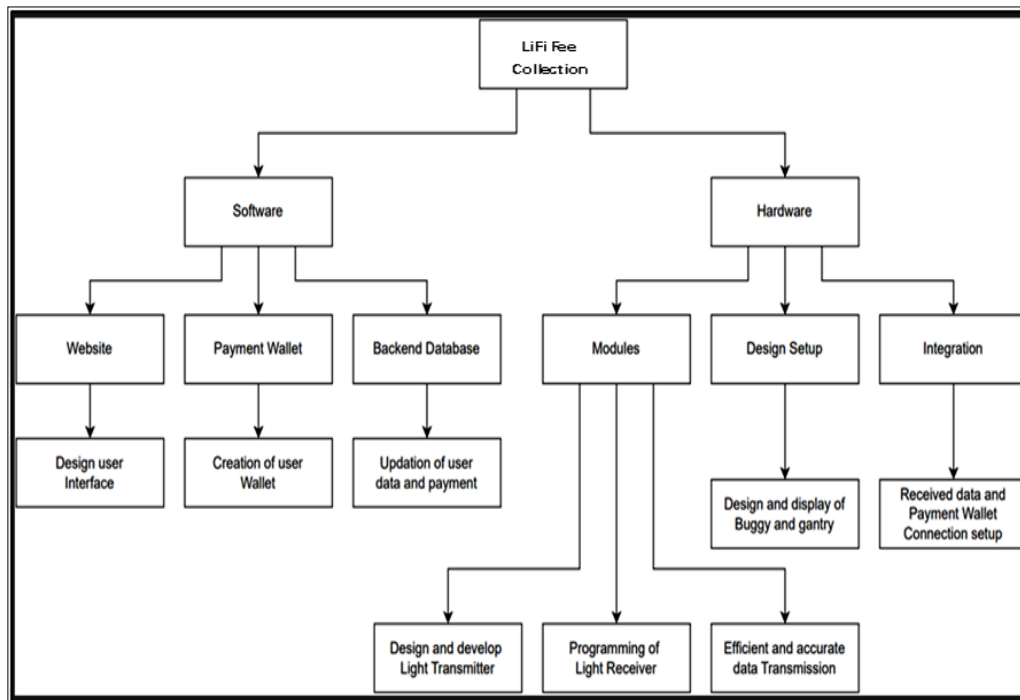 LiFi Fee
Collection
Software
Hardware
Website
Payment Wallet
Backend Database
Modules
Design Setup
Integration
Design user
Interface
Creation of user
Wallet
Updation of user
data and payment
Design and display of
Buggy and gantry
Received data and
Payment Wallet
Connection setup
Design and develop
Light Transmitter
Programming of
Light Receiver
Efficient and accurate
data Transmission